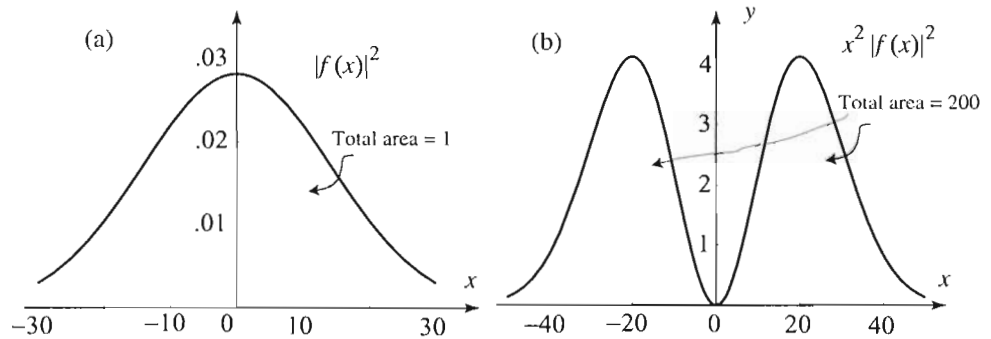 (a)
.03
|f (x)|²
.02
Total area = 1
.01
x
−30
−10
0
10
30
(b)
y
x² |f (x)|²
4
Total area = 200
3
2
1
x
−40
−20
0
20
40